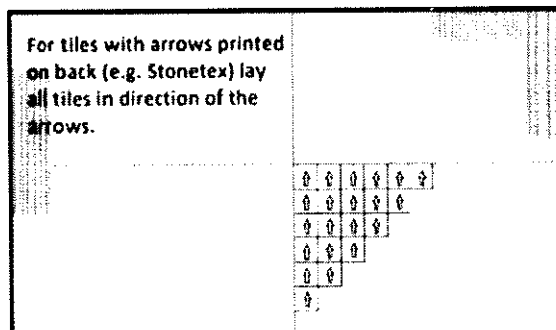 For tiles with arrows printed
on back (e.g. Stonetex) lay
all tiles in direction of the
arrows.